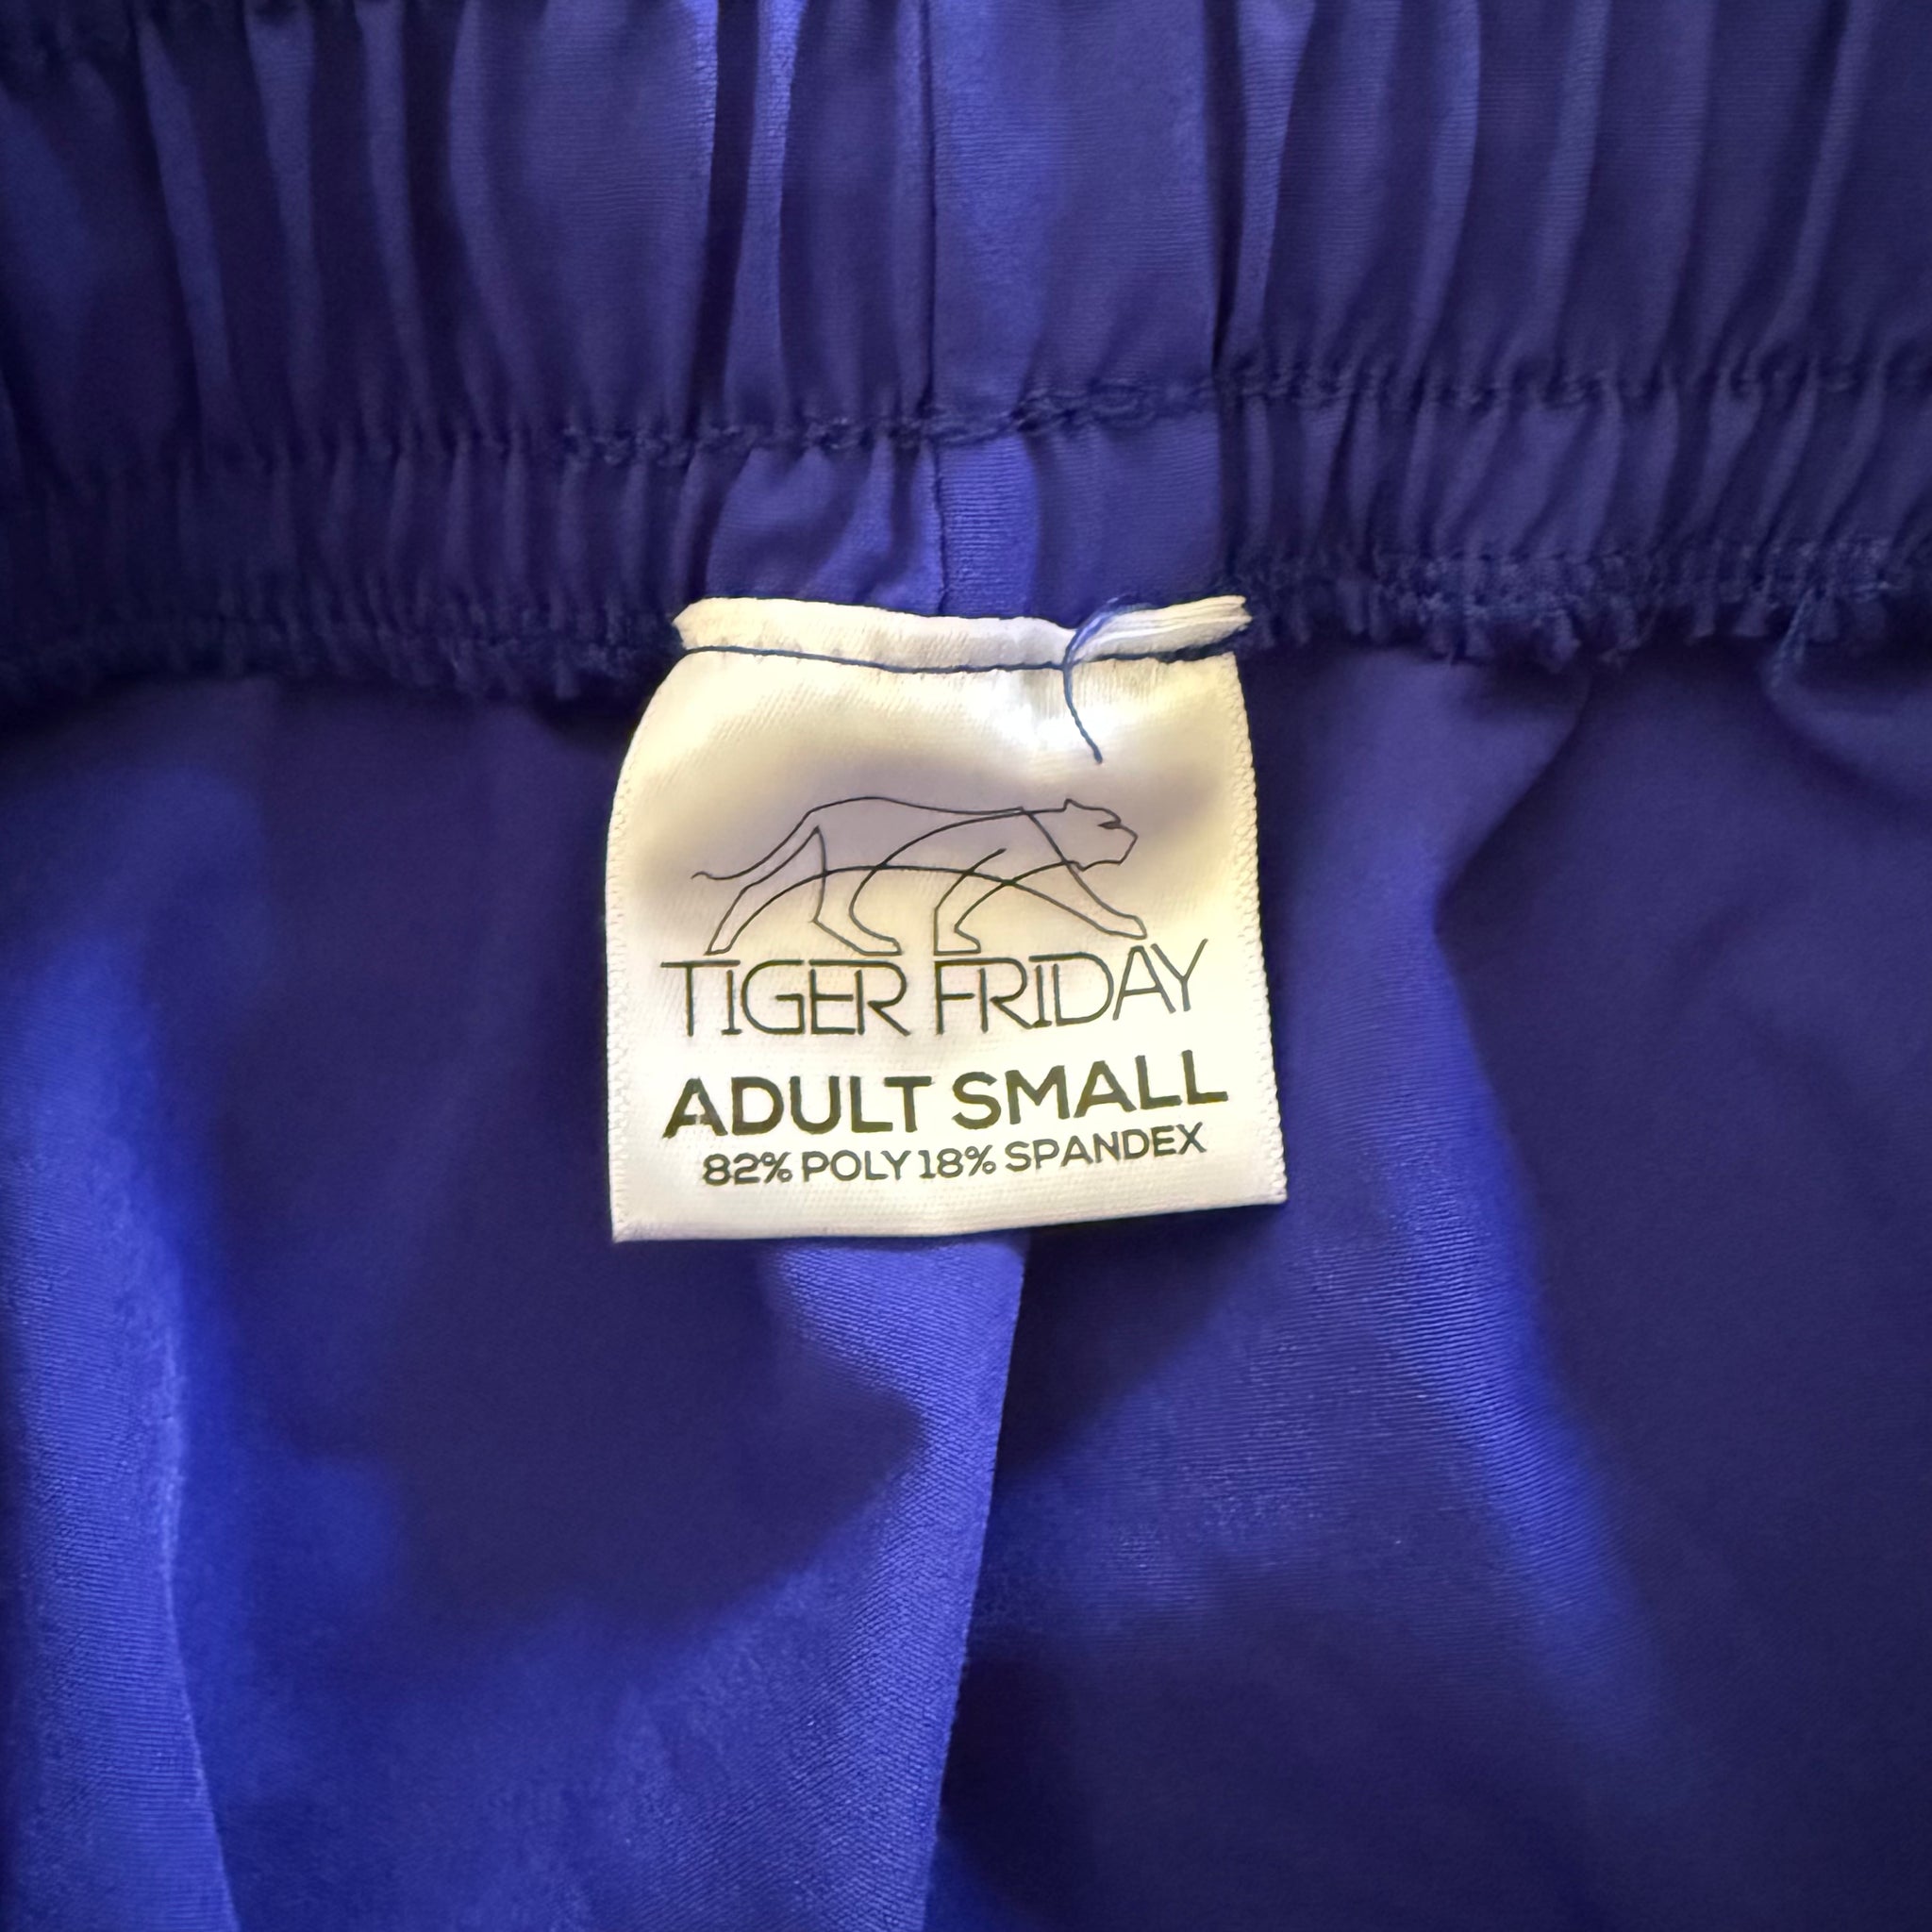 TIGER FRIDAY
ADULT SMALL
82% POLY 18% SPANDEX